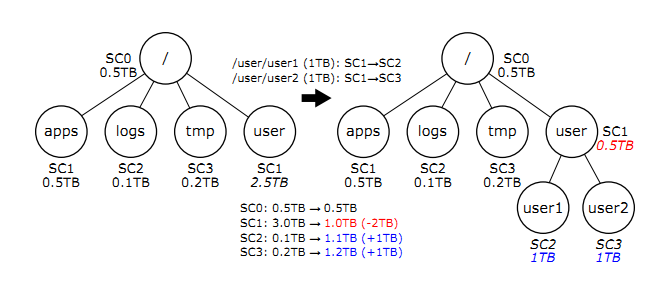 /
SC0
0.5TB
/user/user1 (1TB): SC1→SC2
/user/user2 (1TB): SC1→SC3
/
SC0
0.5TB
apps
logs
tmp
user
SC1
0.5TB
SC2
0.1TB
SC3
0.2TB
SC1
2.5TB
apps
logs
tmp
user
SC1
0.5TB
SC1
0.5TB
SC2
0.1TB
SC3
0.2TB
user1
user2
SC2
1TB
SC3
1TB
SC0: 0.5TB → 0.5TB
SC1: 3.0TB → 1.0TB (-2TB)
SC2: 0.1TB → 1.1TB (+1TB)
SC3: 0.2TB → 1.2TB (+1TB)